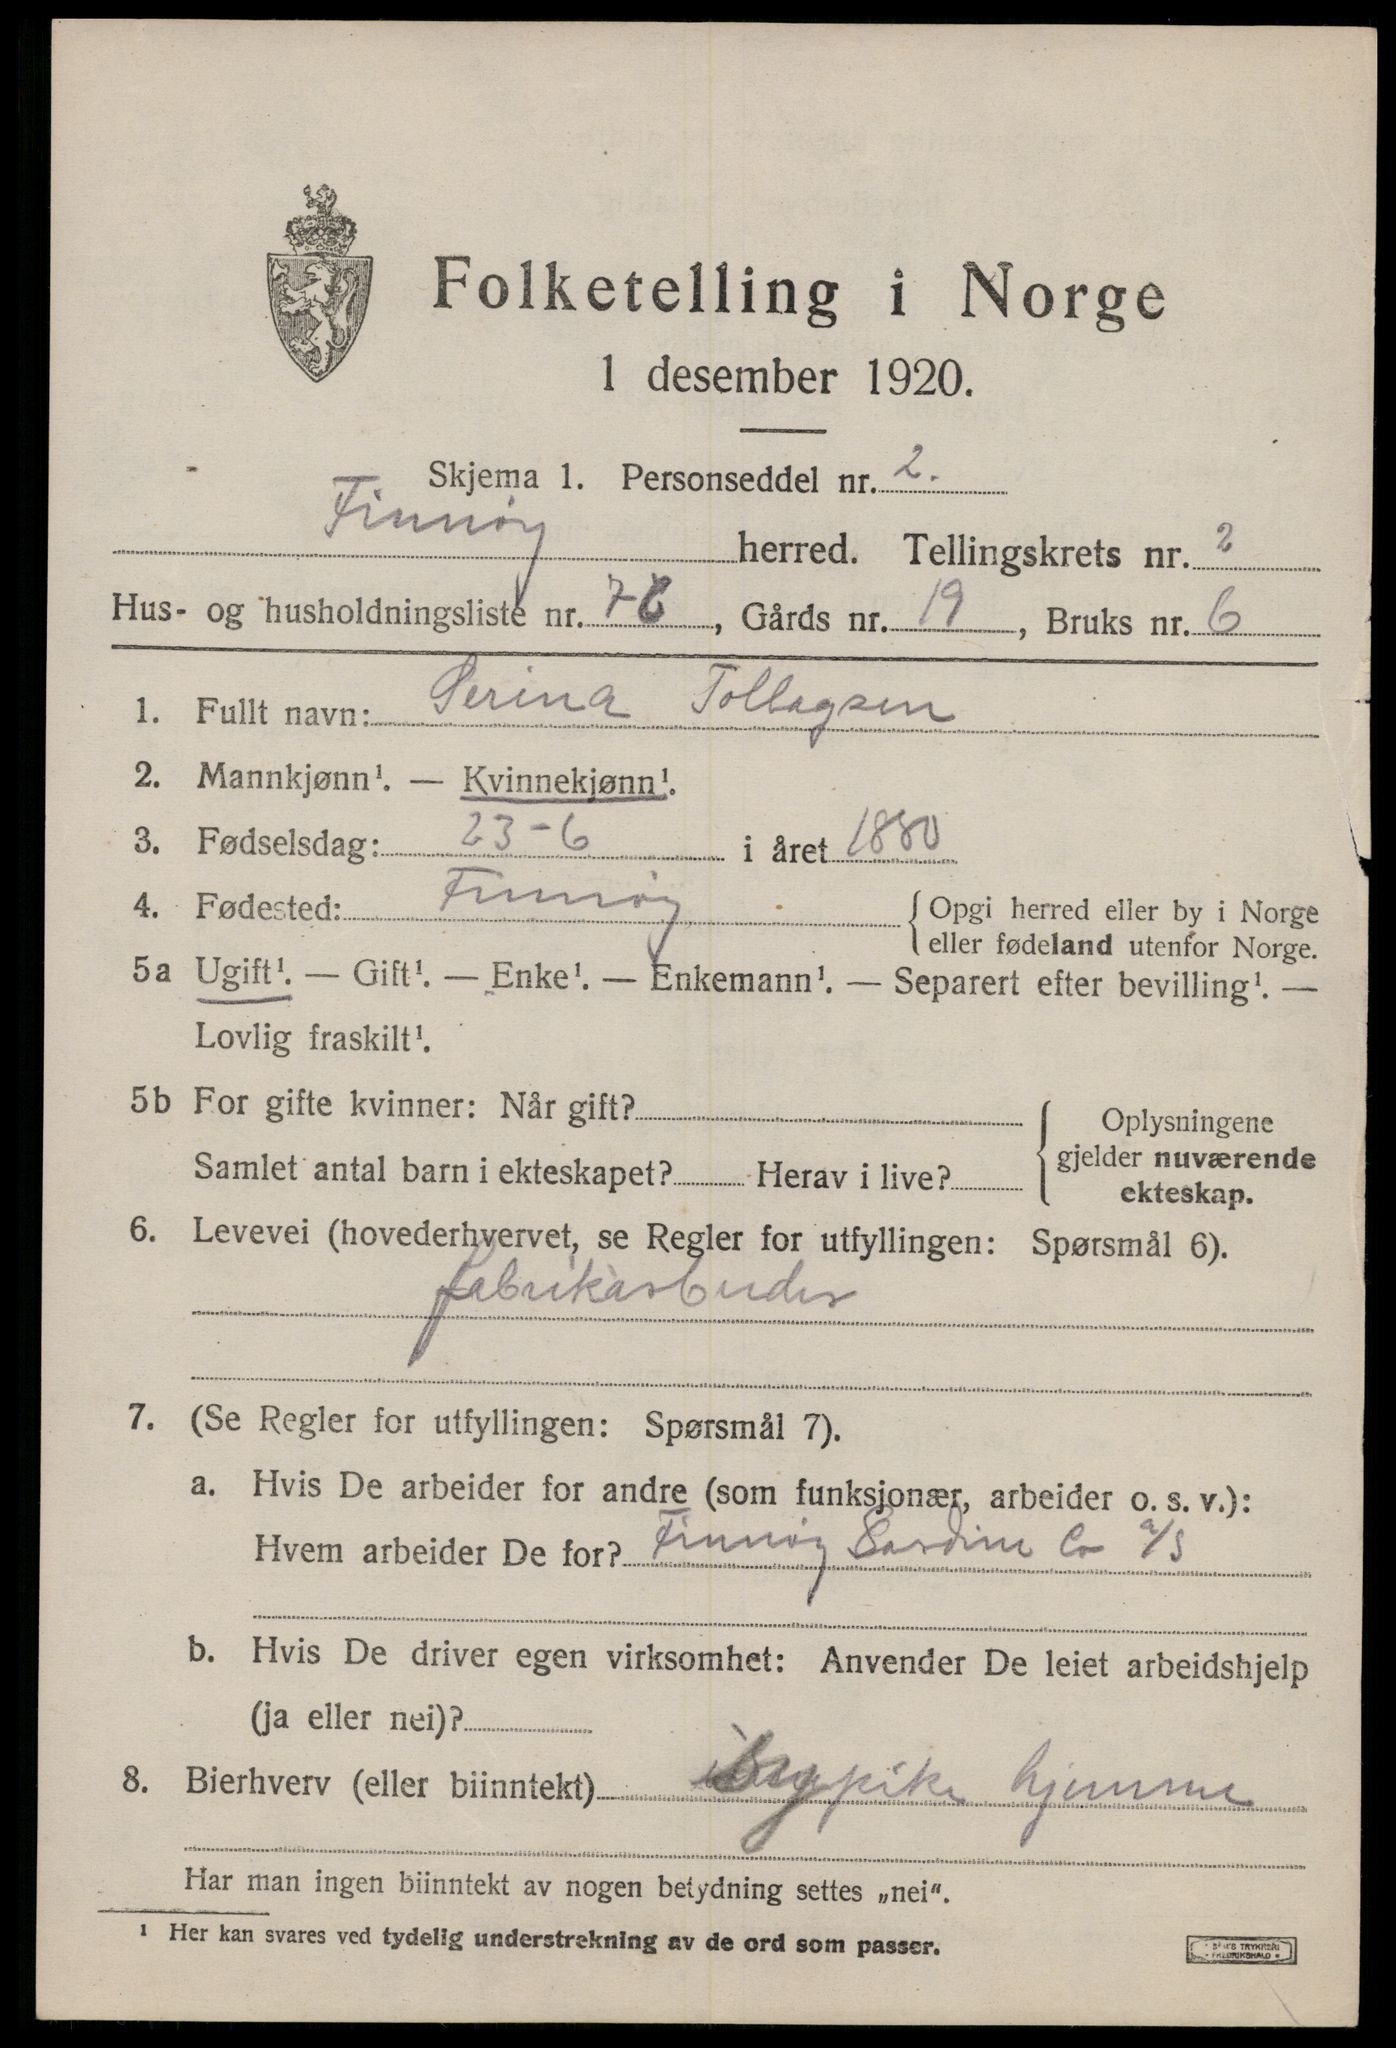 Folketelling i Norge
1 desember 1920.
Skjema 1. Personseddel nr. 2.
Finnøy herred. Tellingskrets nr. 2
Hus- og husholdningsliste nr. 76, Gårds nr. 19, Bruks nr. 6
1. Fullt navn: Serina Tollagsen
2. Mannkjønn¹. — Kvinnekjønn¹.
3. Fødselsdag: 23-6 i året 1880
4. Fødested: Finnøy { Opgi herred eller by i Norge
eller fødeland utenfor Norge.
5a Ugift¹. — Gift¹. — Enke¹. — Enkemann¹. — Separert efter bevilling¹. —
Lovlig fraskilt¹.
5b For gifte kvinner: Når gift?
Samlet antal barn i ekteskapet? Herav i live?
{ Oplysningene
gjelder nuværende
ekteskap.
6. Levevei (hovederhvervet, se Regler for utfyllingen: Spørsmål 6).
fabrikarbeider
7. (Se Regler for utfyllingen: Spørsmål 7).
a. Hvis De arbeider for andre (som funksjonær, arbeider o. s. v.):
Hvem arbeider De for? Finnøy Sardine Co a/s
b. Hvis De driver egen virksomhet: Anvender De leiet arbeidshjelp
(ja eller nei)?
8. Bierhverv (eller biinntekt) hjemme
Har man ingen biinntekt av nogen betydning settes „nei“.
¹ Her kan svares ved tydelig understrekning av de ord som passer.
TRYKKERI
FREDRIKSHALD